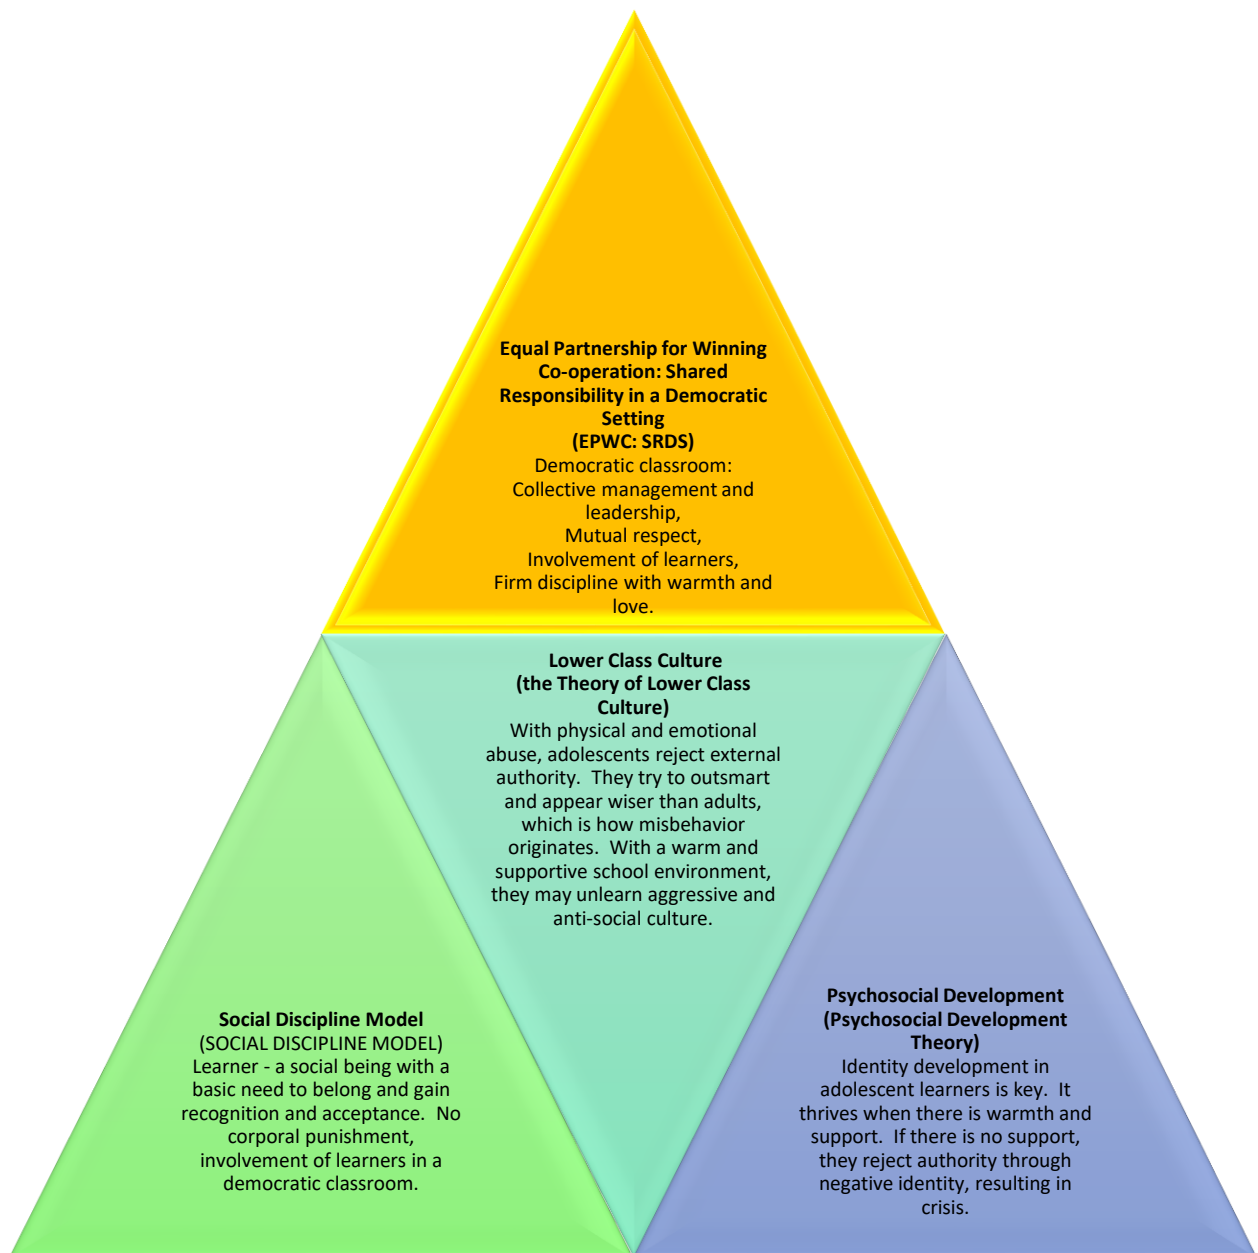 Equal Partnership for Winning
Co-operation: Shared
Responsibility in a Democratic
Setting
(EPWC: SRDS)
Democratic classroom:
Collective management and
leadership,
Mutual respect,
Involvement of learners,
Firm discipline with warmth and
love.
Lower Class Culture
(the Theory of Lower Class
Culture)
With physical and emotional
abuse, adolescents reject external
authority. They try to outsmart
and appear wiser than adults,
which is how misbehavior
originates. With a warm and
supportive school environment,
they may unlearn aggressive and
anti-social culture.
Social Discipline Model
(SOCIAL DISCIPLINE MODEL)
Learner - a social being with a
basic need to belong and gain
recognition and acceptance. No
corporal punishment,
involvement of learners in a
democratic classroom.
Psychosocial Development
(Psychosocial Development
Theory)
Identity development in
adolescent learners is key. It
thrives when there is warmth and
support. If there is no support,
they reject authority through
negative identity, resulting in
crisis.